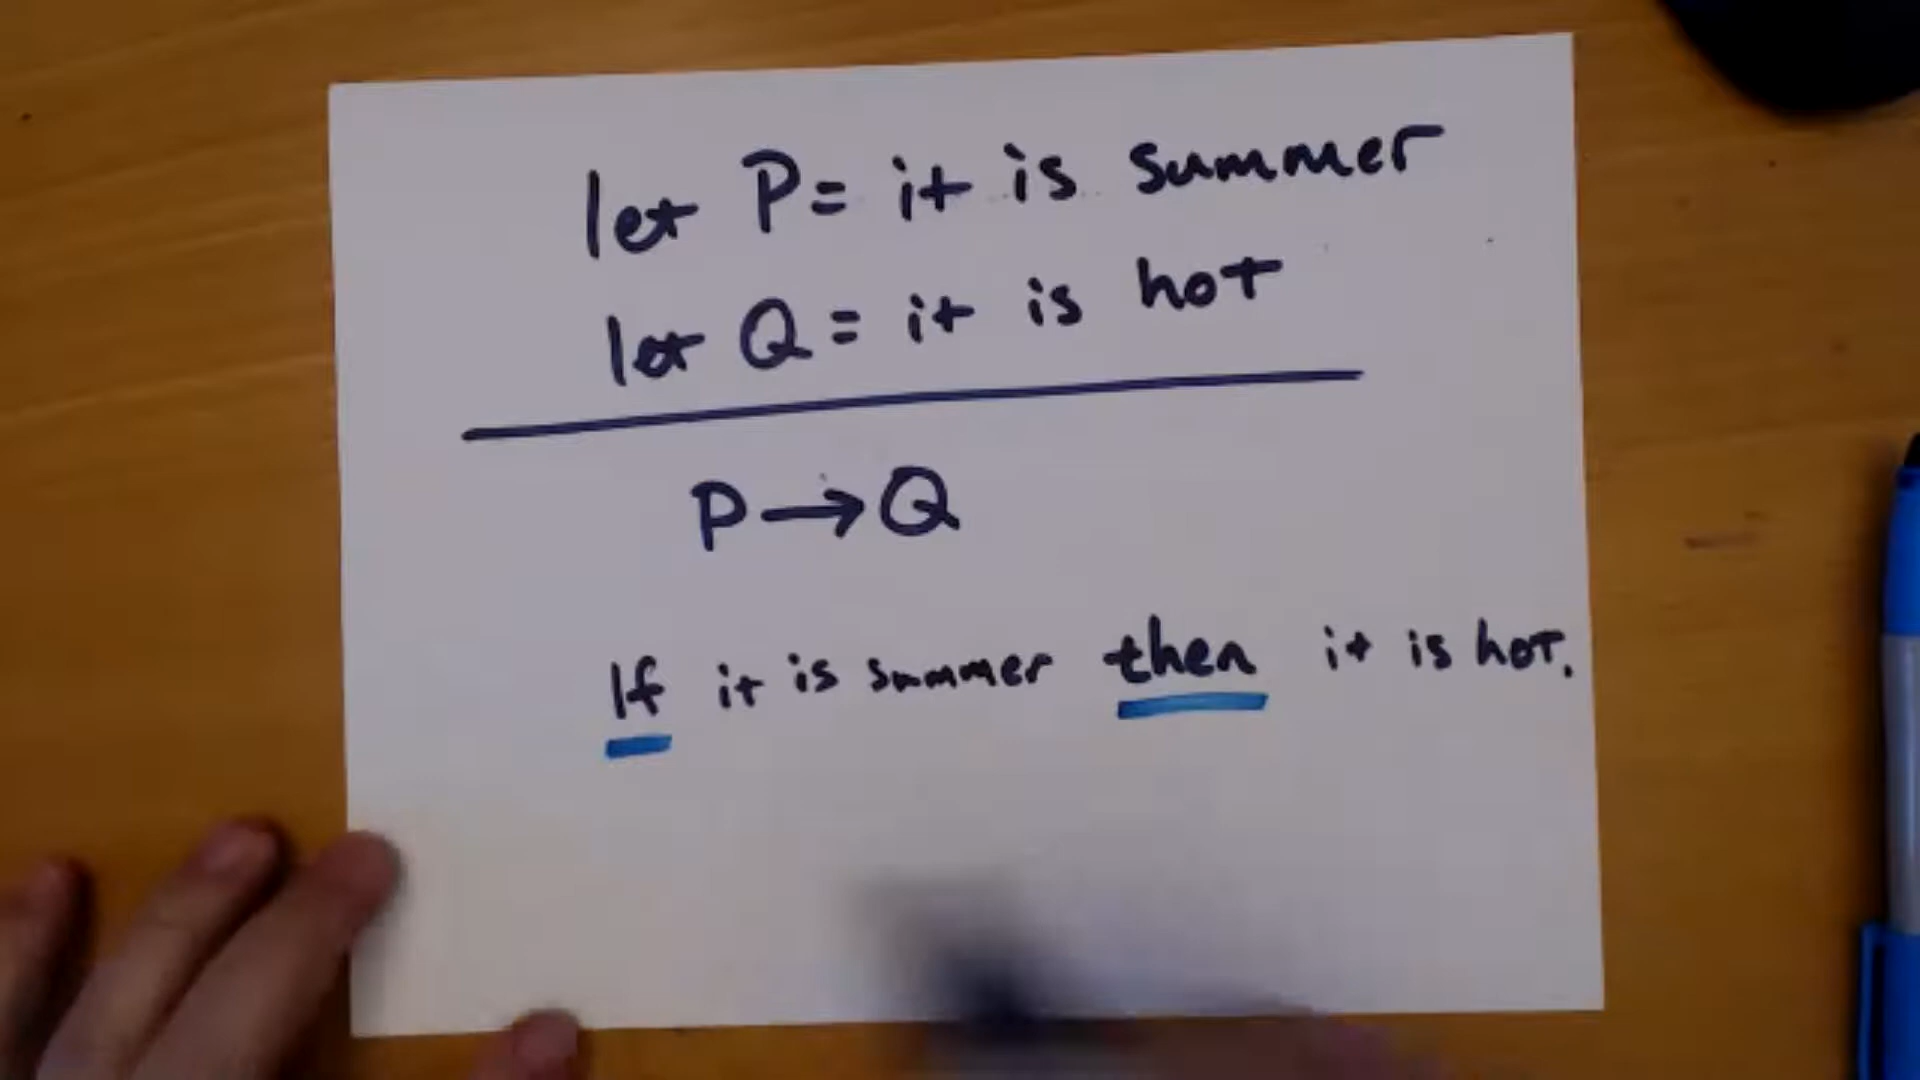 let P= it is summer
let Q= it is hot
P→Q
If it is summer then it is hot.